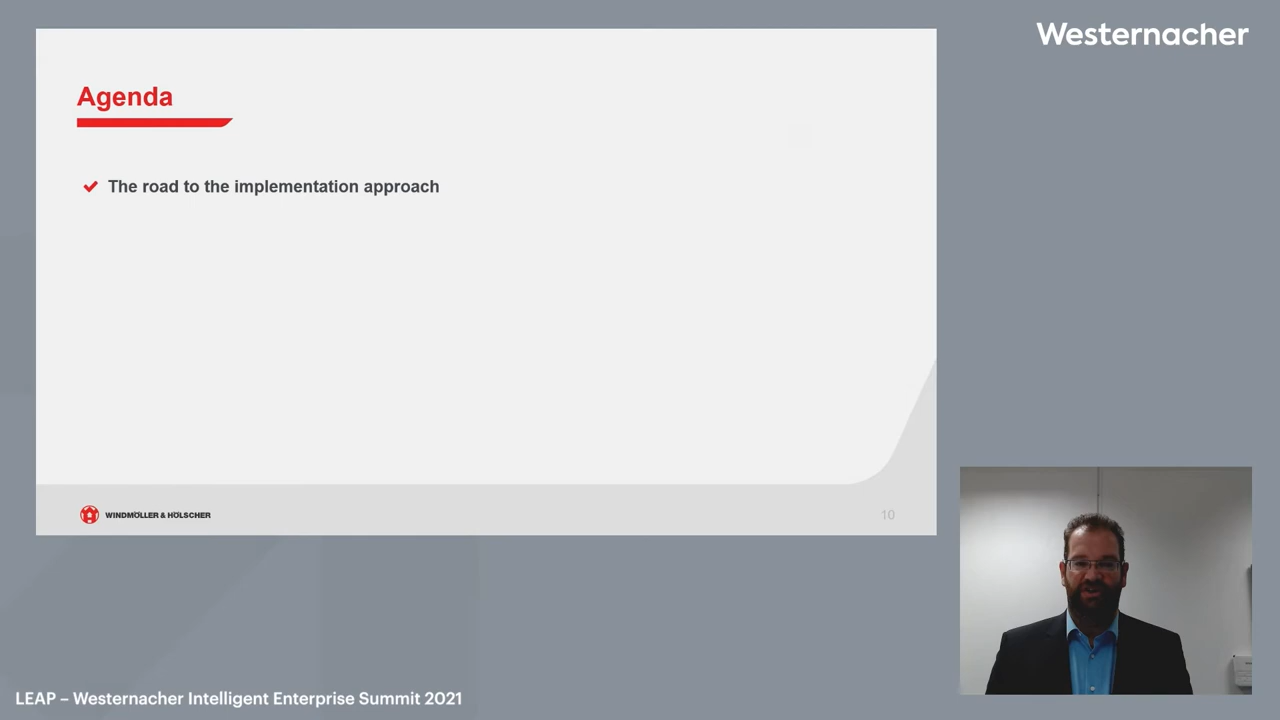 Westernacher
Agenda
The road to the implementation approach
WINDMÖLLER & HÖLSCHER
10
LEAP – Westernacher Intelligent Enterprise Summit 2021